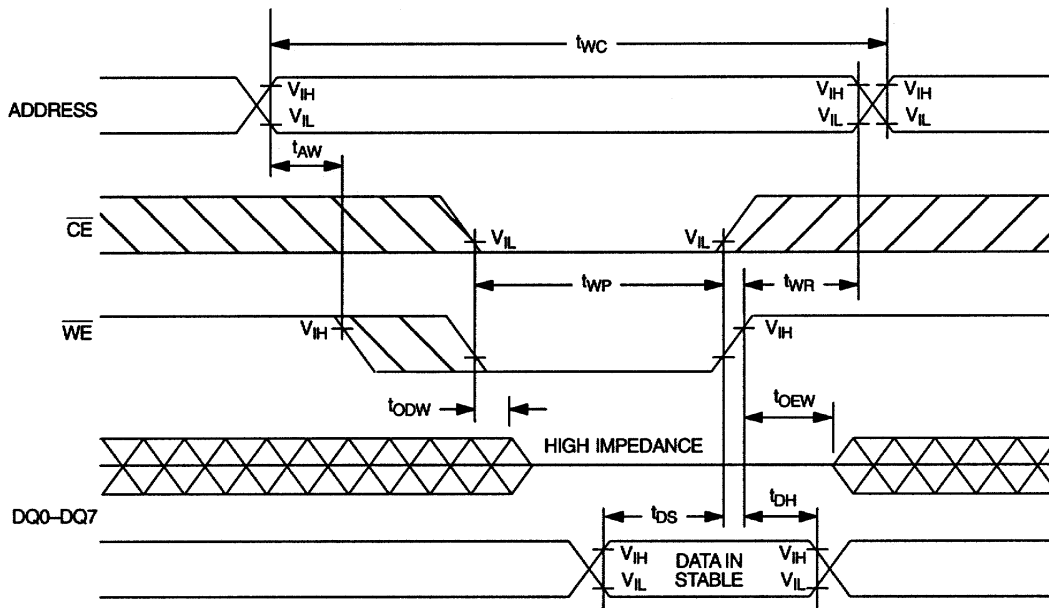 tWC
ADDRESS
VIH VIH VIH
VIL VIL VIL
tAW
CE
VIL VIL
tWP tWR
WE
VIH VIH
tODW tOEW
HIGH IMPEDANCE
DQ0–DQ7
tDS tDH
VIH DATA IN VIH
VIL STABLE VIL